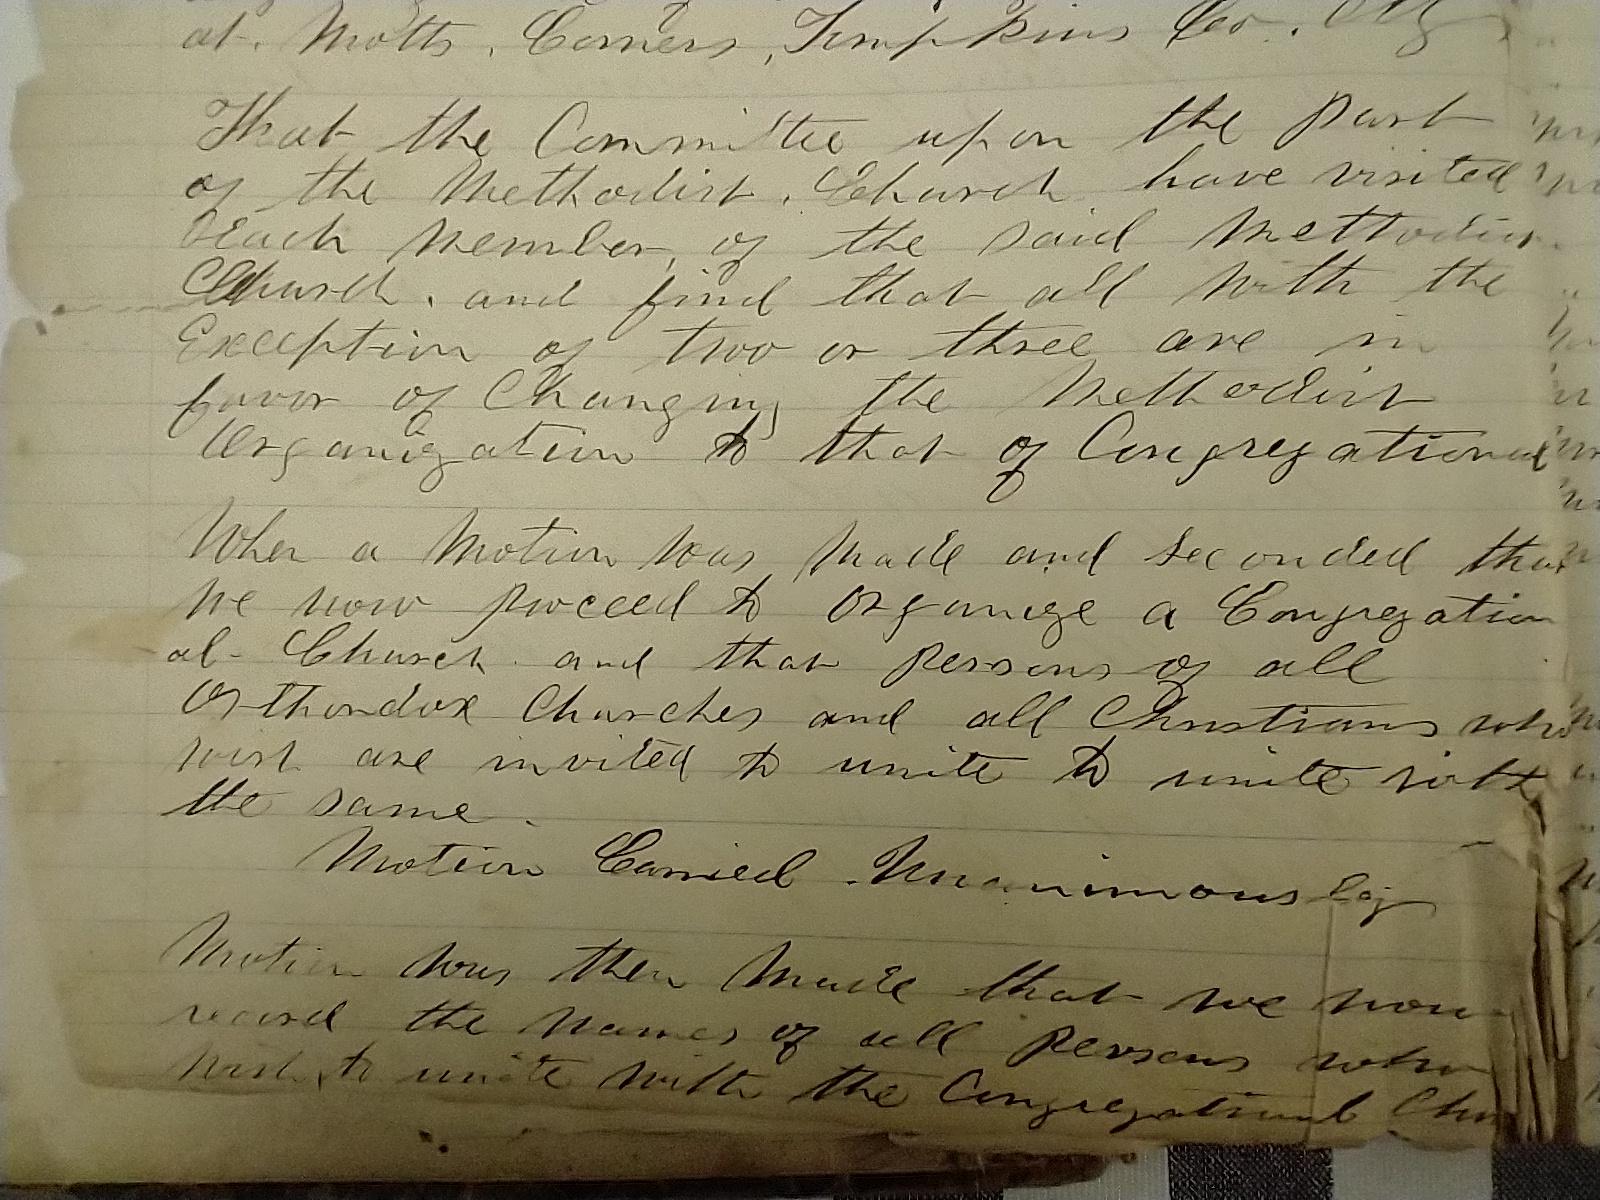 at. Motts, Corners, Tompkins Co.
That the Committee upon the part
of the Methodist. Church have visited
Each Member, of the said Methodist
Church. and find that all With the
Exception of two or three are in
favor of Changing the Methodist
Organization to that of Congregational
When a Motion Was Made and seconded that
We now proceed to Organize a Congregation
al- Church and that persons of all
Orthordox Churches and all Christians who
wish are invited to unite to unite with
the same.
Motion Carried Unanimously
Motion Was then Made that we now
record the Names of all persons who
Wish to unite With the Congregational